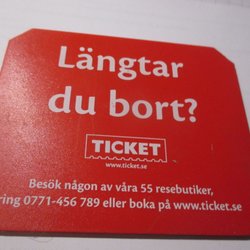 Längtar
du bort?
TICKET
www.ticket.se
Besök någon av våra 55 resebutiker,
ring 0771-456 789 eller boka på www.ticket.se